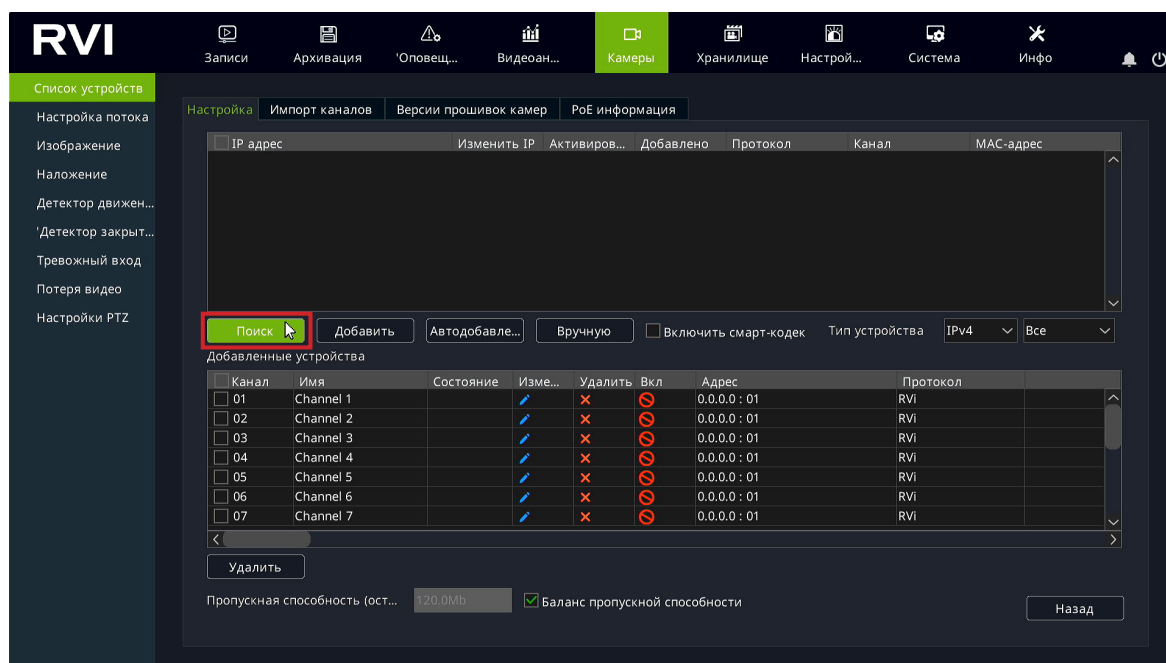 RVI
Записи Архивация 'Оповещ... Видеоан... Камеры Хранилище Настрой... Система Инфо
Список устройств
Настройка потока
Изображение
Наложение
Детектор движен...
'Детектор закрыт...
Тревожный вход
Потеря видео
Настройки PTZ
Настройка Импорт каналов Версии прошивок камер PoE информация
IP адрес Изменить IP Активиров... Добавлено Протокол Канал MAC-адрес
Поиск Добавить Автодобавле... Вручную Включить смарт-кодек Тип устройства IPv4 Все
Добавленные устройства
Канал Имя Состояние Изме... Удалить Вкл Адрес Протокол
01 Channel 1 0.0.0.0 : 01 RVi
02 Channel 2 0.0.0.0 : 01 RVi
03 Channel 3 0.0.0.0 : 01 RVi
04 Channel 4 0.0.0.0 : 01 RVi
05 Channel 5 0.0.0.0 : 01 RVi
06 Channel 6 0.0.0.0 : 01 RVi
07 Channel 7 0.0.0.0 : 01 RVi
Удалить
Пропускная способность (ост... 120.0Mb Баланс пропускной способности
Назад